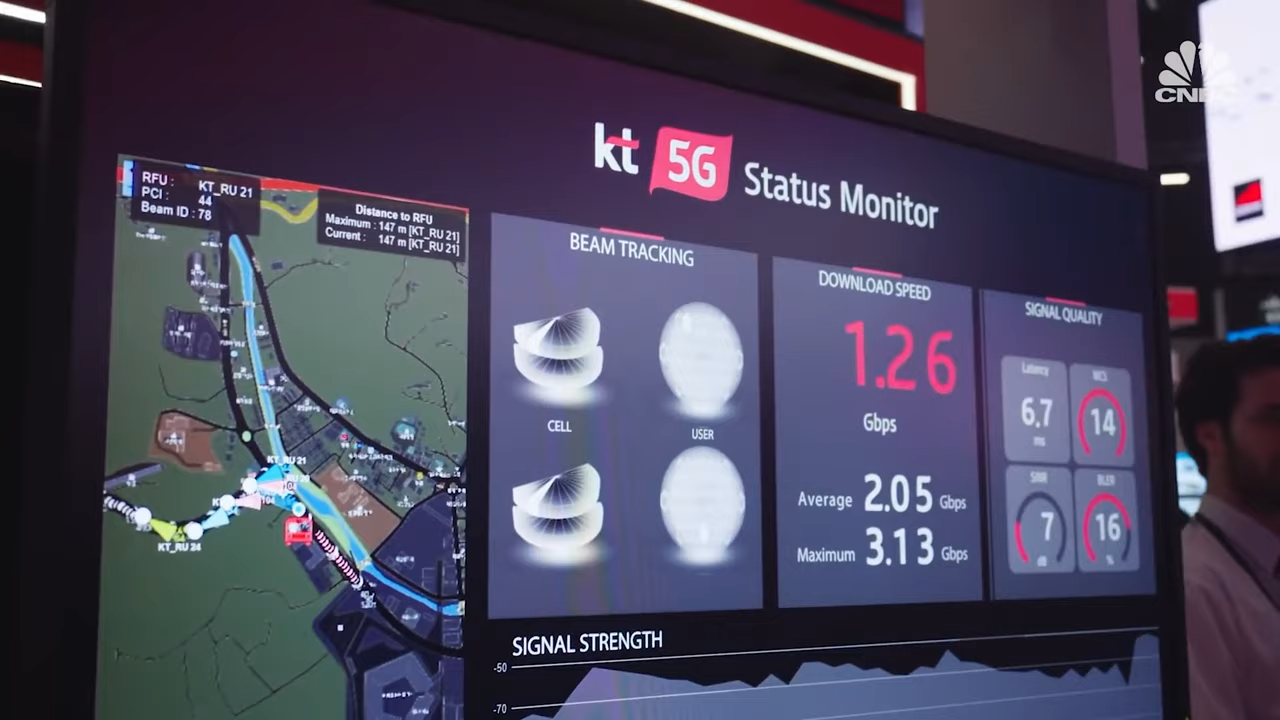 CNBC
kt 5G Status Monitor
RFU : KT_RU 21
PCI : 44
Beam ID : 78
Distance to RFU
Maximum : 147 m [KT_RU 21]
Current : 147 m [KT_RU 21]
KT_RU 21
KT_RU 24
BEAM TRACKING
CELL
USER
DOWNLOAD SPEED
1.26
Gbps
Average 2.05 Gbps
Maximum 3.13 Gbps
SIGNAL QUALITY
Latency
6.7
ms
MCS
14
SINR
7
dB
BLER
16
%
SIGNAL STRENGTH
-50
-70